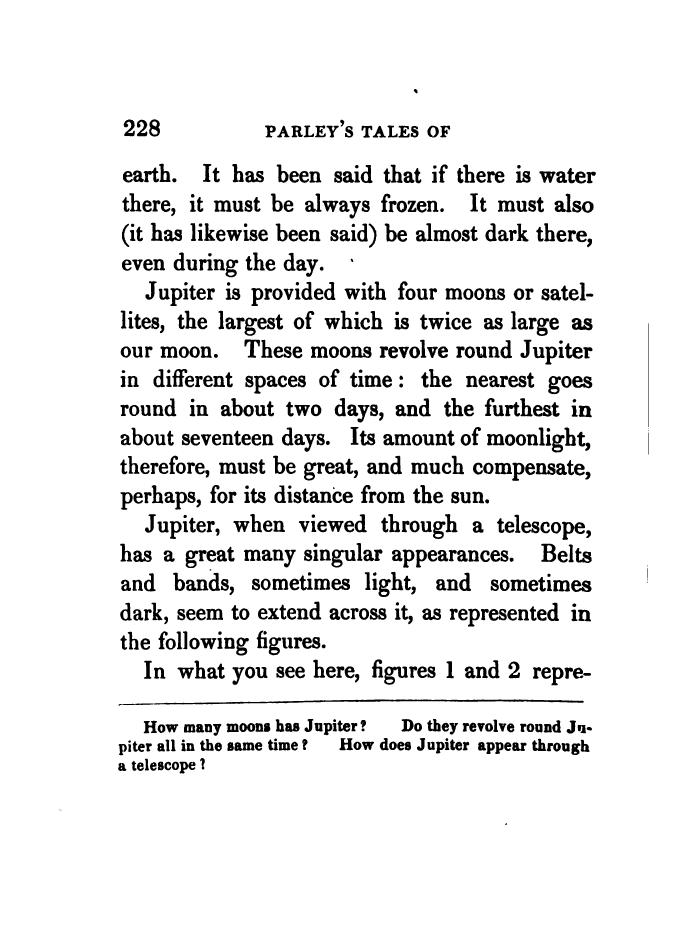 228 PARLEY'S TALES OF
earth. It has been said that if there is water
there, it must be always frozen. It must also
(it has likewise been said) be almost dark there,
even during the day.
Jupiter is provided with four moons or satel-
lites, the largest of which is twice as large as
our moon. These moons revolve round Jupiter
in different spaces of time : the nearest goes
round in about two days, and the furthest in
about seventeen days. Its amount of moonlight,
therefore, must be great, and much compensate,
perhaps, for its distance from the sun.
Jupiter, when viewed through a telescope,
has a great many singular appearances. Belts
and bands, sometimes light, and sometimes
dark, seem to extend across it, as represented in
the following figures.
In what you see here, figures 1 and 2 repre-
How many moons has Jupiter? Do they revolve round Ju-
piter all in the same time? How does Jupiter appear through
a telescope?